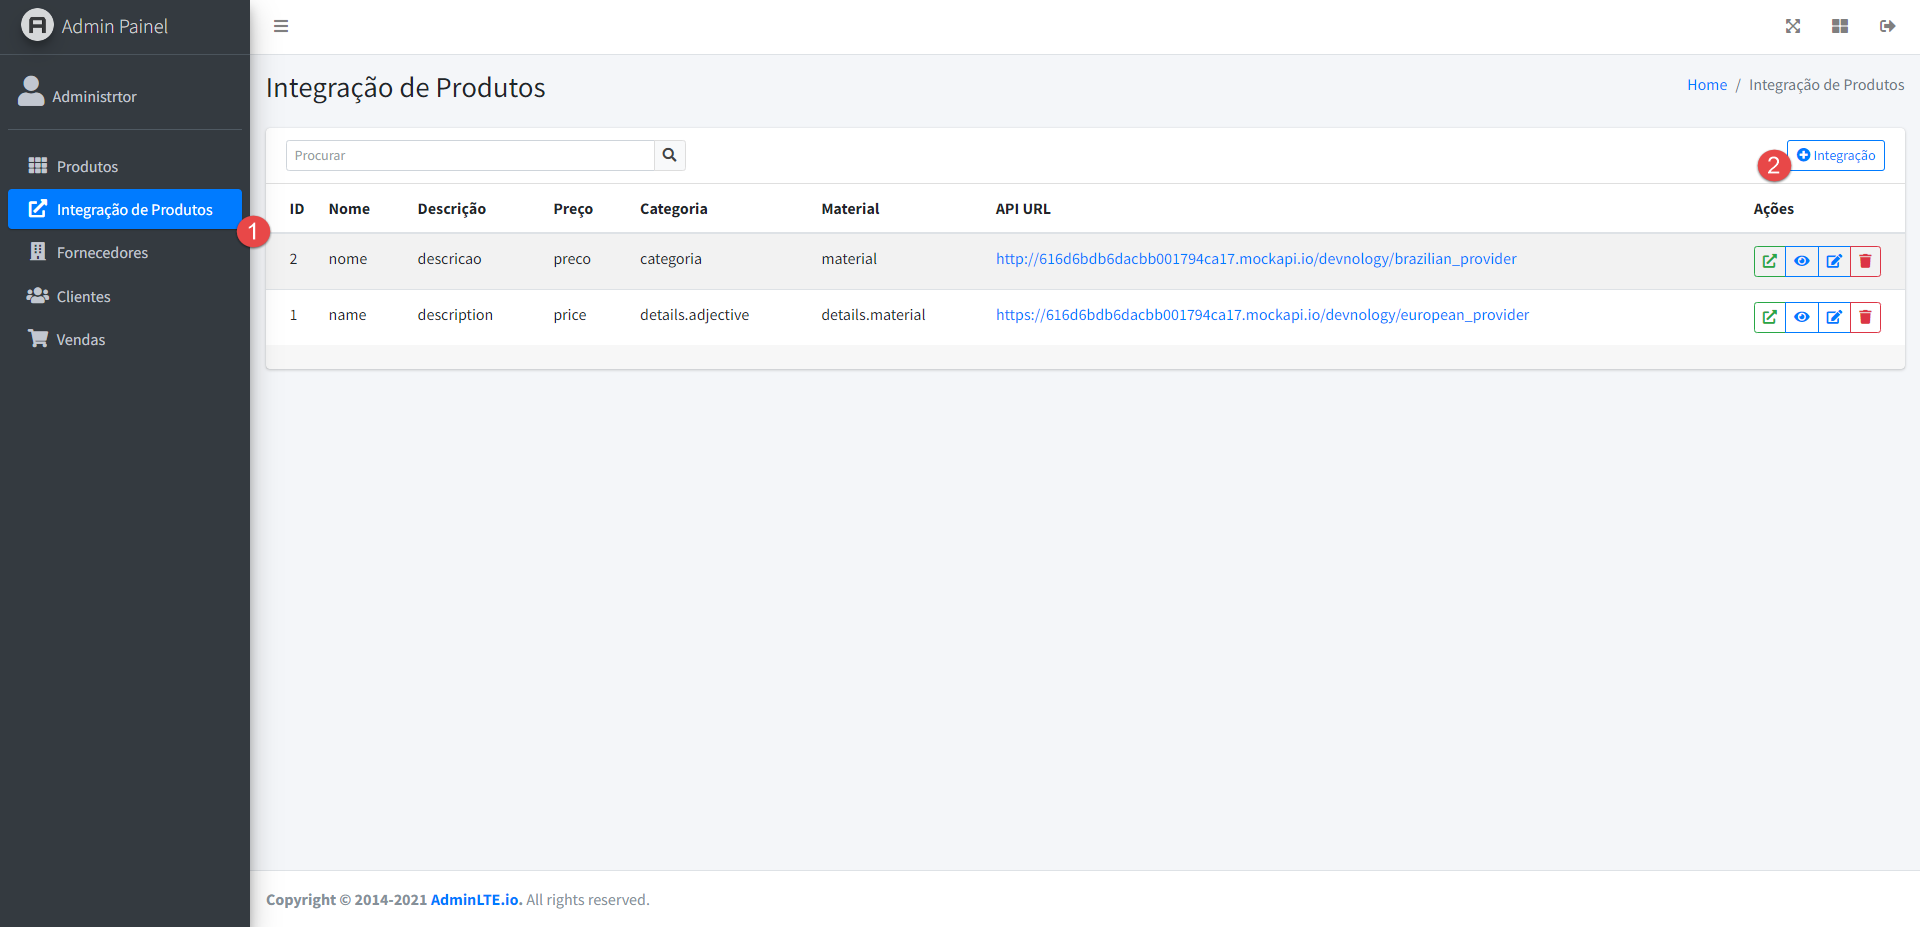 Admin Painel
Administrtor
Produtos
Integração de Produtos
1
Fornecedores
Clientes
Vendas
Integração de Produtos
Home / Integração de Produtos
Procurar
2
Integração
ID Nome Descrição Preço Categoria Material API URL Ações
2 nome descricao preco categoria material http://616d6bdb6dacbb001794ca17.mockapi.io/devnology/brazilian_provider
1 name description price details.adjective details.material https://616d6bdb6dacbb001794ca17.mockapi.io/devnology/european_provider
Copyright © 2014-2021 AdminLTE.io. All rights reserved.